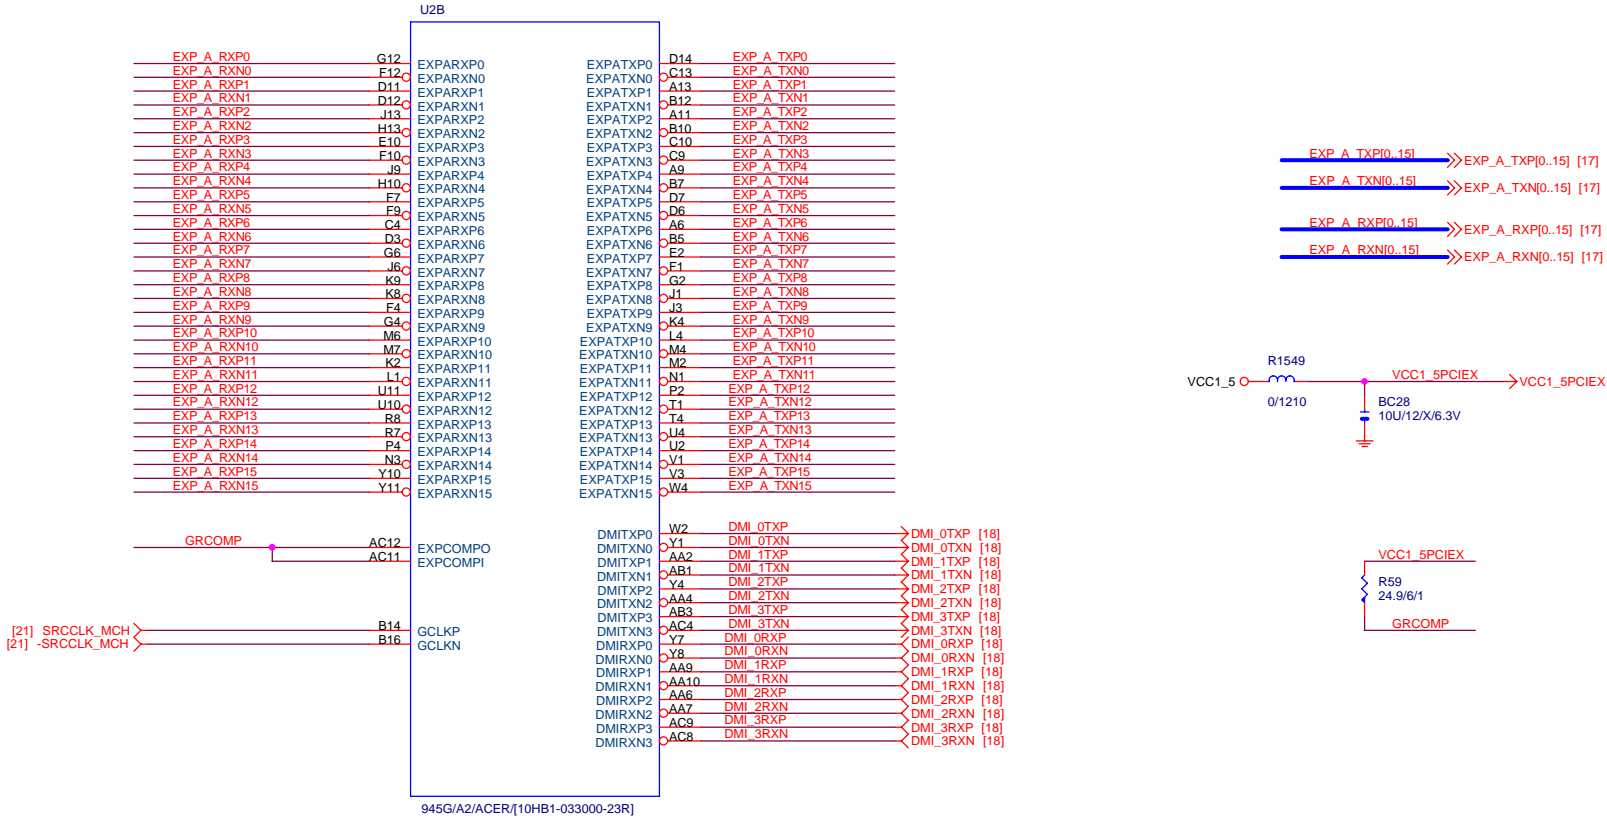 U2B
EXP_A_RXP0 G12 EXPARXP0 EXPATXP0 D14 EXP_A_TXP0
EXP_A_RXN0 F12 EXPARXN0 EXPATXN0 C13 EXP_A_TXN0
EXP_A_RXP1 D11 EXPARXP1 EXPATXP1 A13 EXP_A_TXP1
EXP_A_RXN1 D12 EXPARXN1 EXPATXN1 B12 EXP_A_TXN1
EXP_A_RXP2 J13 EXPARXP2 EXPATXP2 A11 EXP_A_TXP2
EXP_A_RXN2 H13 EXPARXN2 EXPATXN2 B10 EXP_A_TXN2
EXP_A_RXP3 E10 EXPARXP3 EXPATXP3 C10 EXP_A_TXP3
EXP_A_RXN3 F10 EXPARXN3 EXPATXN3 C9 EXP_A_TXN3
EXP_A_RXP4 J9 EXPARXP4 EXPATXP4 A9 EXP_A_TXP4
EXP_A_RXN4 H10 EXPARXN4 EXPATXN4 B7 EXP_A_TXN4
EXP_A_RXP5 F7 EXPARXP5 EXPATXP5 D7 EXP_A_TXP5
EXP_A_RXN5 F9 EXPARXN5 EXPATXN5 D6 EXP_A_TXN5
EXP_A_RXP6 C4 EXPARXP6 EXPATXP6 A6 EXP_A_TXP6
EXP_A_RXN6 D3 EXPARXN6 EXPATXN6 B5 EXP_A_TXN6
EXP_A_RXP7 G6 EXPARXP7 EXPATXP7 E2 EXP_A_TXP7
EXP_A_RXN7 J6 EXPARXN7 EXPATXN7 F1 EXP_A_TXN7
EXP_A_RXP8 K9 EXPARXP8 EXPATXP8 G2 EXP_A_TXP8
EXP_A_RXN8 K8 EXPARXN8 EXPATXN8 J1 EXP_A_TXN8
EXP_A_RXP9 F4 EXPARXP9 EXPATXP9 J3 EXP_A_TXP9
EXP_A_RXN9 G4 EXPARXN9 EXPATXN9 K4 EXP_A_TXN9
EXP_A_RXP10 M6 EXPARXP10 EXPATXP10 L4 EXP_A_TXP10
EXP_A_RXN10 M7 EXPARXN10 EXPATXN10 M4 EXP_A_TXN10
EXP_A_RXP11 K2 EXPARXP11 EXPATXP11 M2 EXP_A_TXP11
EXP_A_RXN11 L1 EXPARXN11 EXPATXN11 N1 EXP_A_TXN11
EXP_A_RXP12 U11 EXPARXP12 EXPATXP12 P2 EXP_A_TXP12
EXP_A_RXN12 U10 EXPARXN12 EXPATXN12 T1 EXP_A_TXN12
EXP_A_RXP13 R8 EXPARXP13 EXPATXP13 T4 EXP_A_TXP13
EXP_A_RXN13 R7 EXPARXN13 EXPATXN13 U4 EXP_A_TXN13
EXP_A_RXP14 P4 EXPARXP14 EXPATXP14 U2 EXP_A_TXP14
EXP_A_RXN14 N3 EXPARXN14 EXPATXN14 V1 EXP_A_TXN14
EXP_A_RXP15 Y10 EXPARXP15 EXPATXP15 V3 EXP_A_TXP15
EXP_A_RXN15 Y11 EXPARXN15 EXPATXN15 W4 EXP_A_TXN15
DMITXP0 W2 DMI_0TXP DMI_0TXP [18]
GRCOMP AC12 EXPCOMPO DMITXN0 Y1 DMI_0TXN DMI_0TXN [18]
AC11 EXPCOMPI DMITXP1 AA2 DMI_1TXP DMI_1TXP [18]
DMITXN1 AB1 DMI_1TXN DMI_1TXN [18]
DMITXP2 Y4 DMI_2TXP DMI_2TXP [18]
DMITXN2 AA4 DMI_2TXN DMI_2TXN [18]
DMITXP3 AB3 DMI_3TXP DMI_3TXP [18]
[21] SRCCLK_MCH B14 GCLKP DMITXN3 AC4 DMI_3TXN DMI_3TXN [18]
[21] -SRCCLK_MCH B16 GCLKN DMIRXP0 Y7 DMI_0RXP DMI_0RXP [18]
DMIRXN0 Y8 DMI_0RXN DMI_0RXN [18]
DMIRXP1 AA9 DMI_1RXP DMI_1RXP [18]
DMIRXN1 AA10 DMI_1RXN DMI_1RXN [18]
DMIRXP2 AA6 DMI_2RXP DMI_2RXP [18]
DMIRXN2 AA7 DMI_2RXN DMI_2RXN [18]
DMIRXP3 AC9 DMI_3RXP DMI_3RXP [18]
DMIRXN3 AC8 DMI_3RXN DMI_3RXN [18]
945G/A2/ACER/[10HB1-033000-23R]
EXP_A_TXP[0..15] EXP_A_TXP[0..15] [17]
EXP_A_TXN[0..15] EXP_A_TXN[0..15] [17]
EXP_A_RXP[0..15] EXP_A_RXP[0..15] [17]
EXP_A_RXN[0..15] EXP_A_RXN[0..15] [17]
R1549
VCC1_5 VCC1_5PCIEX VCC1_5PCIEX
0/1210 BC28
10U/12/X/6.3V
VCC1_5PCIEX
R59
24.9/6/1
GRCOMP